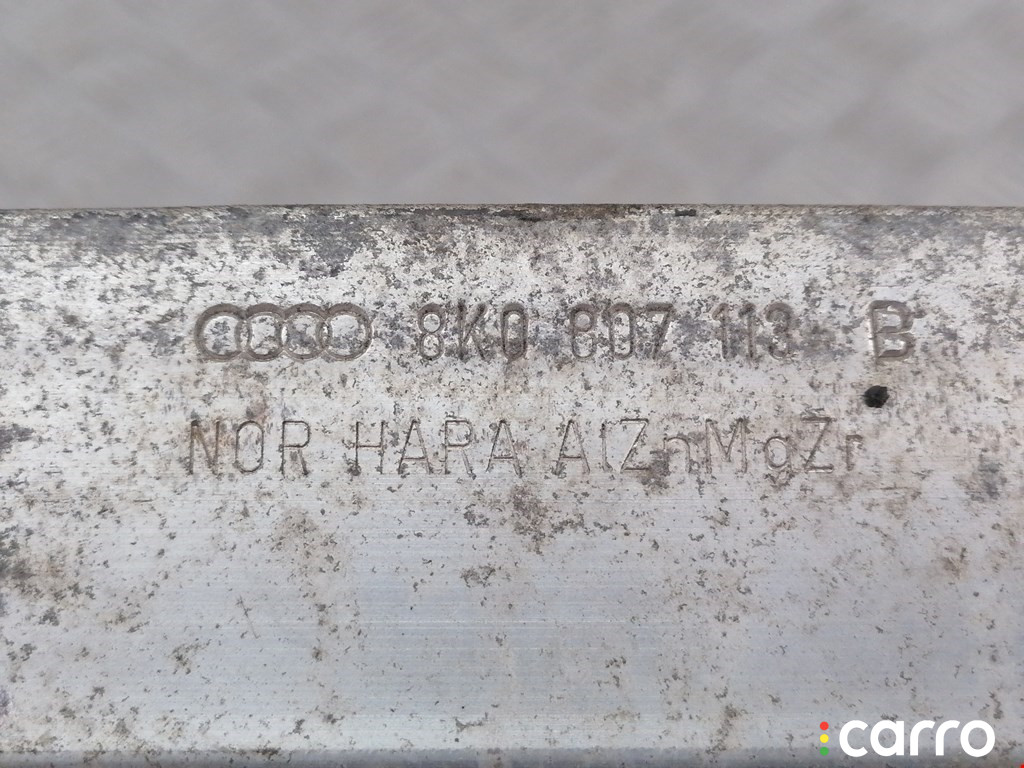 8K0 807 113 B
NOR HARA AlZnMgZr
carro